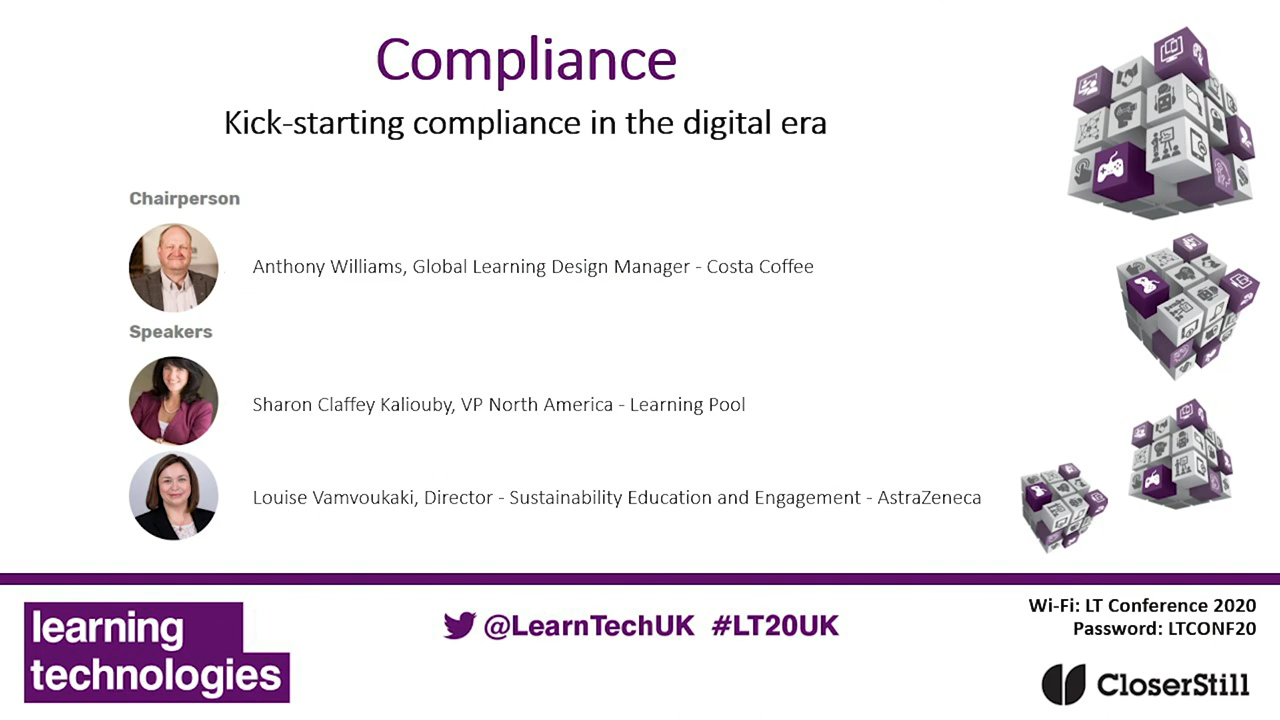 Compliance
Kick-starting compliance in the digital era
Chairperson
Anthony Williams, Global Learning Design Manager - Costa Coffee
Speakers
Sharon Claffey Kaliouby, VP North America - Learning Pool
Louise Vamvoukaki, Director - Sustainability Education and Engagement - AstraZeneca
learning
technologies
@LearnTechUK #LT20UK
Wi-Fi: LT Conference 2020
Password: LTCONF20
CloserStill